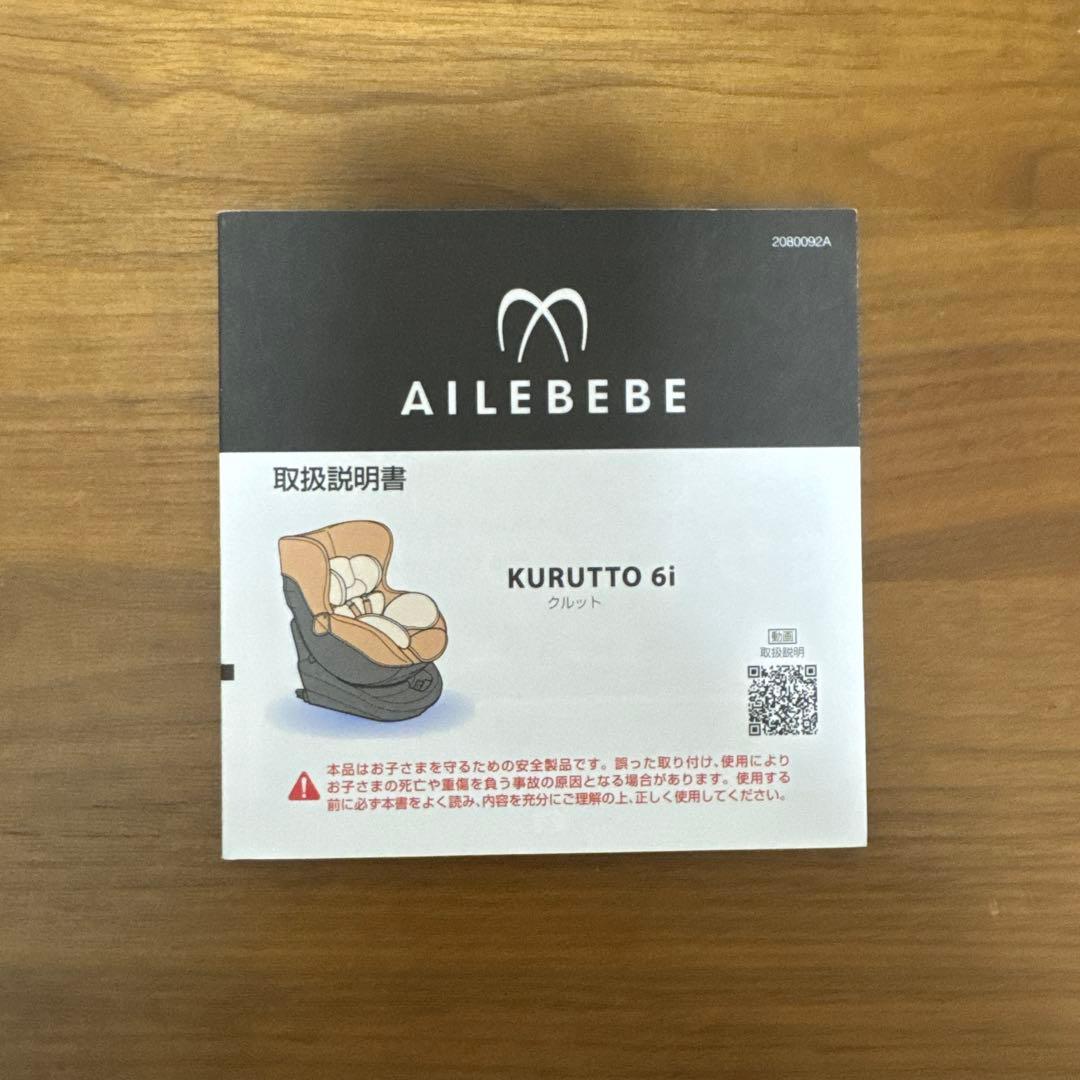 2080092A
AILEBEBE
取扱説明書
KURUTTO 6i
クルット
動画
取扱説明
本品はお子さまを守るための安全製品です。誤った取り付け、使用により
お子さまの死亡や重傷を負う事故の原因となる場合があります。使用する
前に必ず本書をよく読み、内容を充分にご理解の上、正しく使用してください。